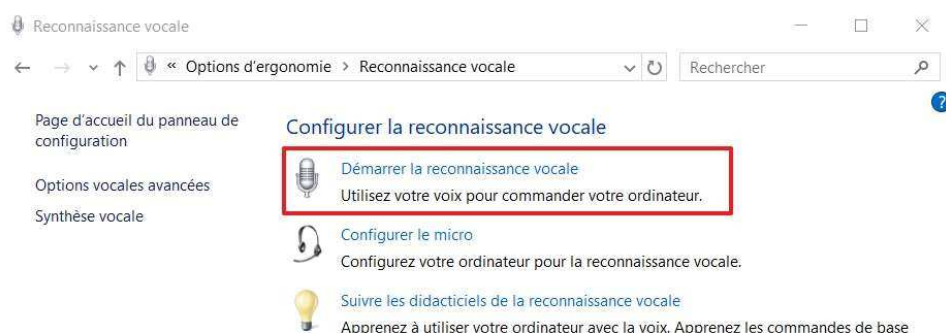 Reconnaissance vocale
« Options d'ergonomie > Reconnaissance vocale
Rechercher
?
Page d'accueil du panneau de
configuration
Options vocales avancées
Synthèse vocale
Configurer la reconnaissance vocale
Démarrer la reconnaissance vocale
Utilisez votre voix pour commander votre ordinateur.
Configurer le micro
Configurez votre ordinateur pour la reconnaissance vocale.
Suivre les didacticiels de la reconnaissance vocale
Apprenez à utiliser votre ordinateur avec la voix. Apprenez les commandes de base